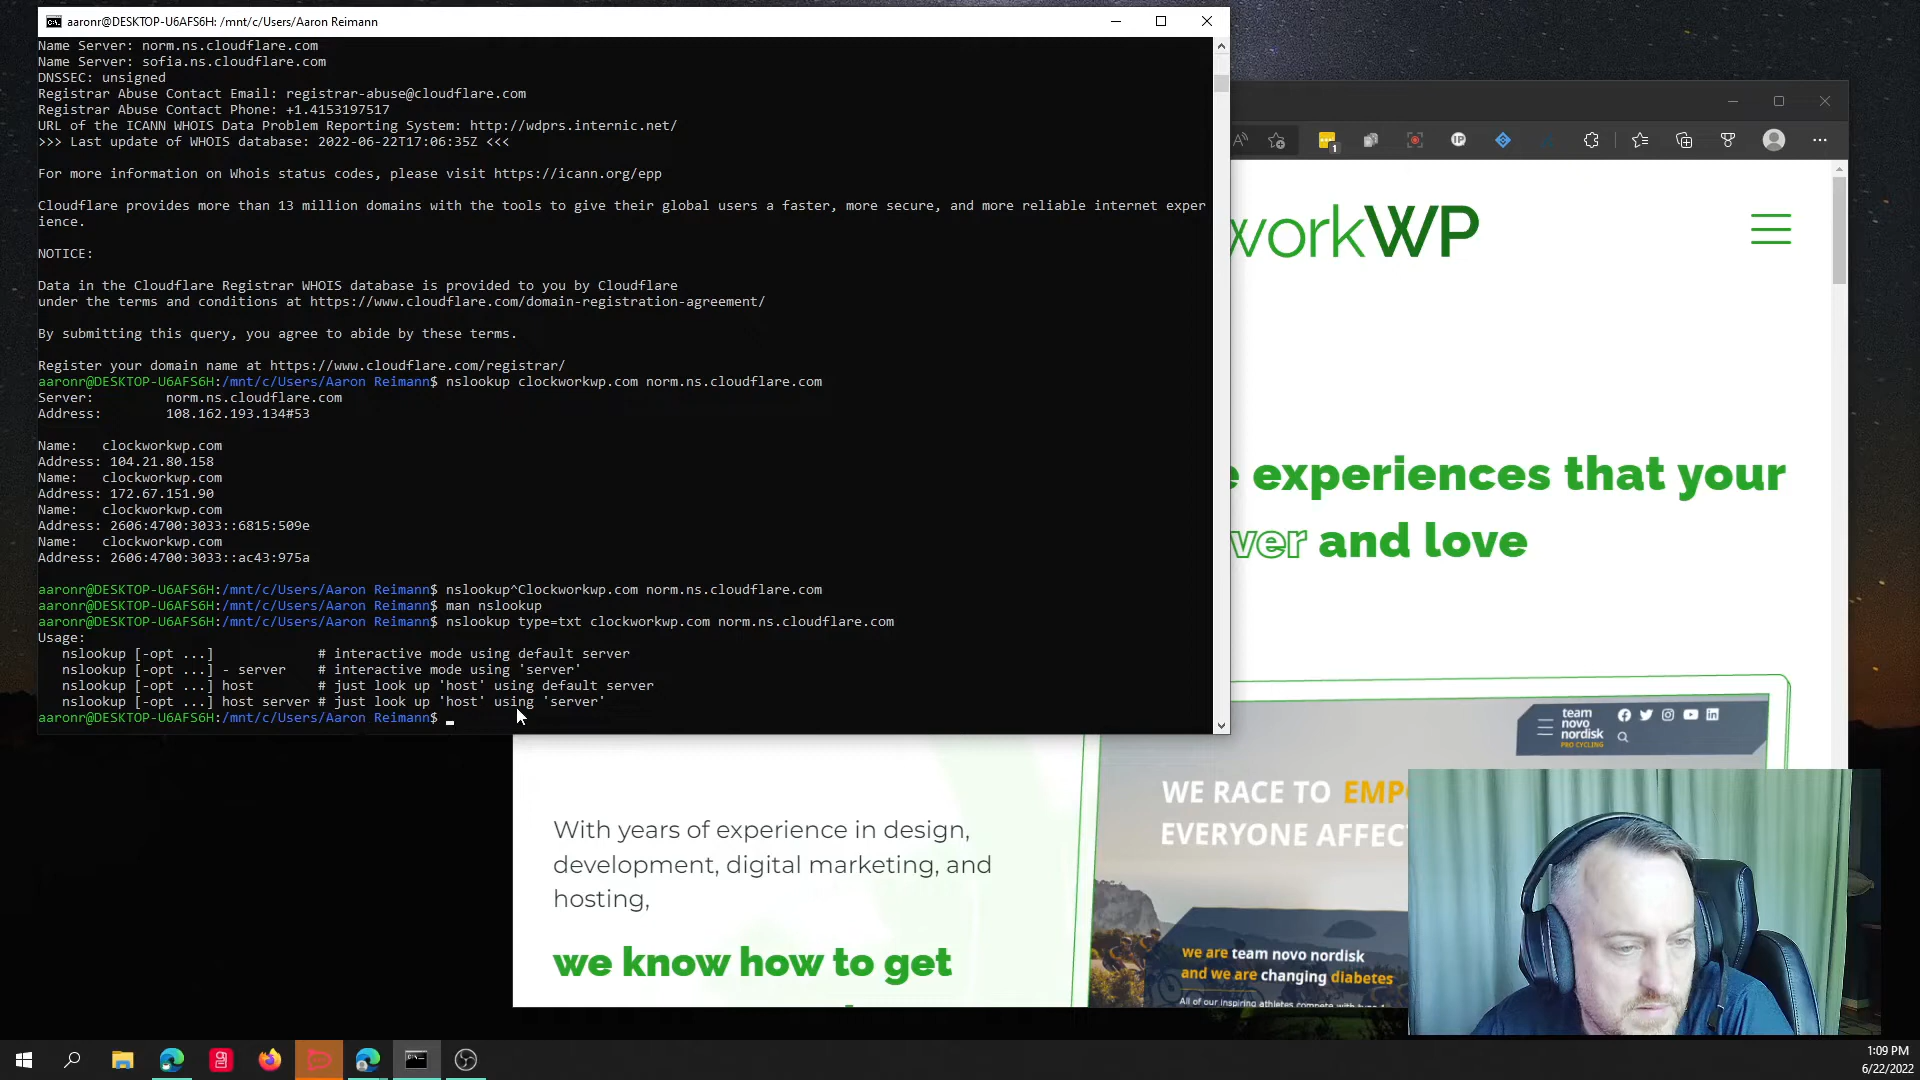 aaronr@DESKTOP-U6AFS6H: /mnt/c/Users/Aaron Reimann
Name Server: norm.ns.cloudflare.com
Name Server: sofia.ns.cloudflare.com
DNSSEC: unsigned
Registrar Abuse Contact Email: registrar-abuse@cloudflare.com
Registrar Abuse Contact Phone: +1.4153197517
URL of the ICANN WHOIS Data Problem Reporting System: http://wdprs.internic.net/
>>> Last update of WHOIS database: 2022-06-22T17:06:35Z <<<
For more information on Whois status codes, please visit https://icann.org/epp
Cloudflare provides more than 13 million domains with the tools to give their global users a faster, more secure, and more reliable internet exper
ience.
NOTICE:
Data in the Cloudflare Registrar WHOIS database is provided to you by Cloudflare
under the terms and conditions at https://www.cloudflare.com/domain-registration-agreement/
By submitting this query, you agree to abide by these terms.
Register your domain name at https://www.cloudflare.com/registrar/
aaronr@DESKTOP-U6AFS6H:/mnt/c/Users/Aaron Reimann$ nslookup clockworkwp.com norm.ns.cloudflare.com
Server:         norm.ns.cloudflare.com
Address:        108.162.193.134#53
Name:   clockworkwp.com
Address: 104.21.80.158
Name:   clockworkwp.com
Address: 172.67.151.90
Name:   clockworkwp.com
Address: 2606:4700:3033::6815:509e
Name:   clockworkwp.com
Address: 2606:4700:3033::ac43:975a
aaronr@DESKTOP-U6AFS6H:/mnt/c/Users/Aaron Reimann$ nslookup^Clockworkwp.com norm.ns.cloudflare.com
aaronr@DESKTOP-U6AFS6H:/mnt/c/Users/Aaron Reimann$ man nslookup
aaronr@DESKTOP-U6AFS6H:/mnt/c/Users/Aaron Reimann$ nslookup type=txt clockworkwp.com norm.ns.cloudflare.com
Usage:
   nslookup [-opt ...]             # interactive mode using default server
   nslookup [-opt ...] - server    # interactive mode using 'server'
   nslookup [-opt ...] host        # just look up 'host' using default server
   nslookup [-opt ...] host server # just look up 'host' using 'server'
aaronr@DESKTOP-U6AFS6H:/mnt/c/Users/Aaron Reimann$
1
IP
workWP
e experiences that your
ver and love
With years of experience in design,
development, digital marketing, and
hosting,
we know how to get
team
novo
nordisk
PRO CYCLING
WE RACE TO EMP
EVERYONE AFFEC
we are team novo nordisk
and we are changing diabetes
All of our inspiring athletes compete with type 1
1:09 PM
6/22/2022